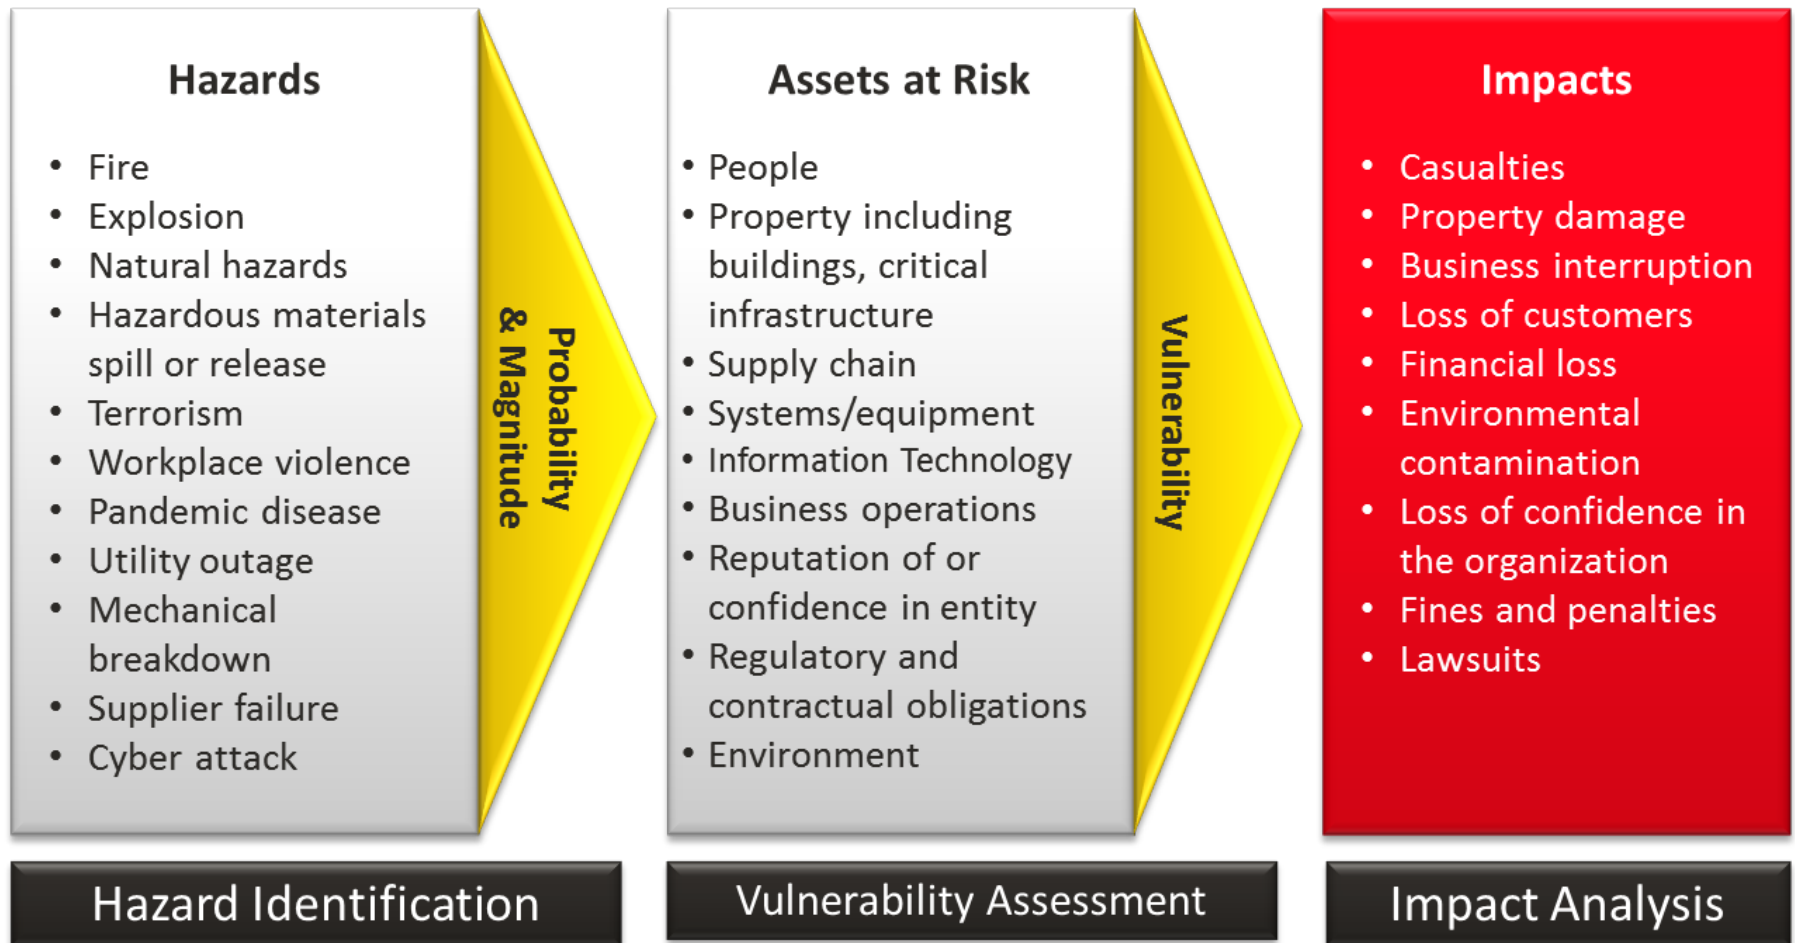 Hazards
• Fire
• Explosion
• Natural hazards
• Hazardous materials
spill or release
• Terrorism
• Workplace violence
• Pandemic disease
• Utility outage
• Mechanical
breakdown
• Supplier failure
• Cyber attack
Probability
& Magnitude
Assets at Risk
• People
• Property including
buildings, critical
infrastructure
• Supply chain
• Systems/equipment
• Information Technology
• Business operations
• Reputation of or
confidence in entity
• Regulatory and
contractual obligations
• Environment
Vulnerability
Impacts
• Casualties
• Property damage
• Business interruption
• Loss of customers
• Financial loss
• Environmental
contamination
• Loss of confidence in
the organization
• Fines and penalties
• Lawsuits
Hazard Identification
Vulnerability Assessment
Impact Analysis